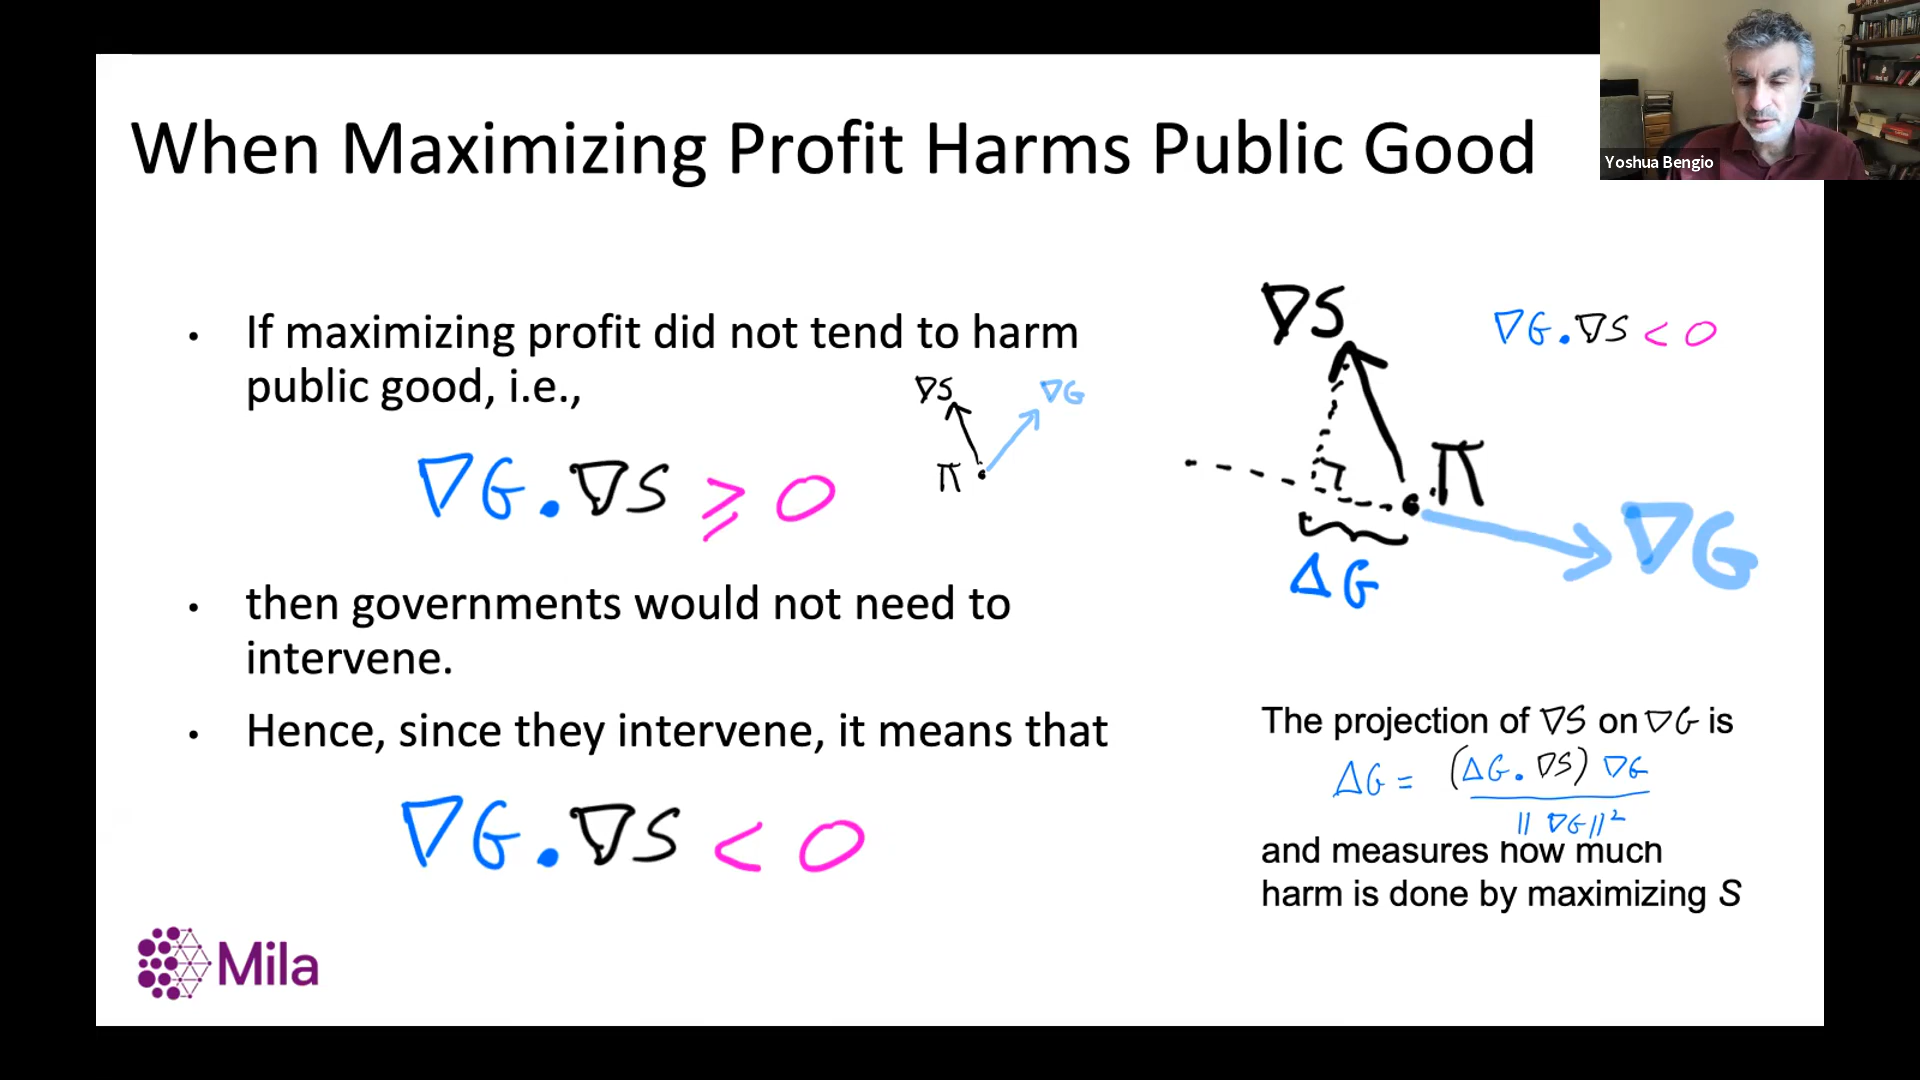 Yoshua Bengio
When Maximizing Profit Harms Public Good
• If maximizing profit did not tend to harm
public good, i.e.,
∇S ∇G
π
∇G.∇S ≥ 0
• then governments would not need to
intervene.
• Hence, since they intervene, it means that
∇G.∇S < 0
∇S
∇G.∇S < 0
π
∇G
ΔG
The projection of ∇S on ∇G is
ΔG = (ΔG.∇S) ∇G
||∇G||²
and measures how much
harm is done by maximizing S
Mila